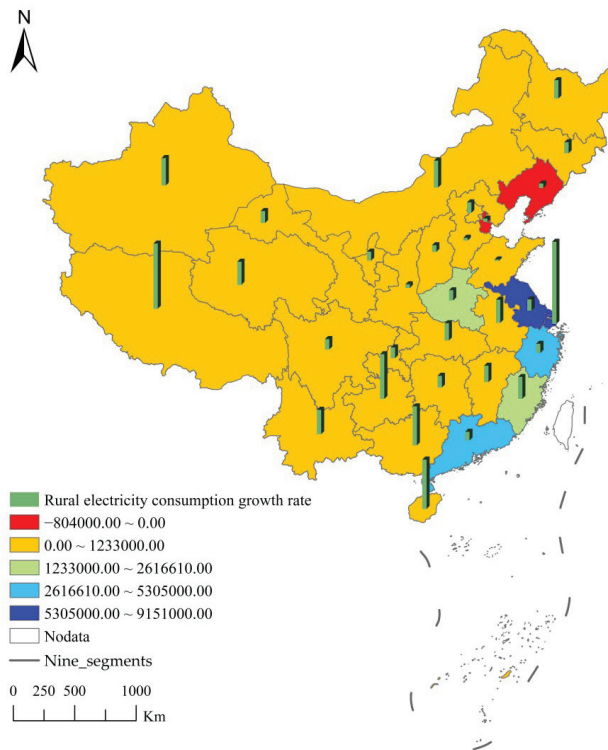 N
Rural electricity consumption growth rate
−804000.00 ~ 0.00
0.00 ~ 1233000.00
1233000.00 ~ 2616610.00
2616610.00 ~ 5305000.00
5305000.00 ~ 9151000.00
Nodata
Nine_segments
0 250 500 1000
Km